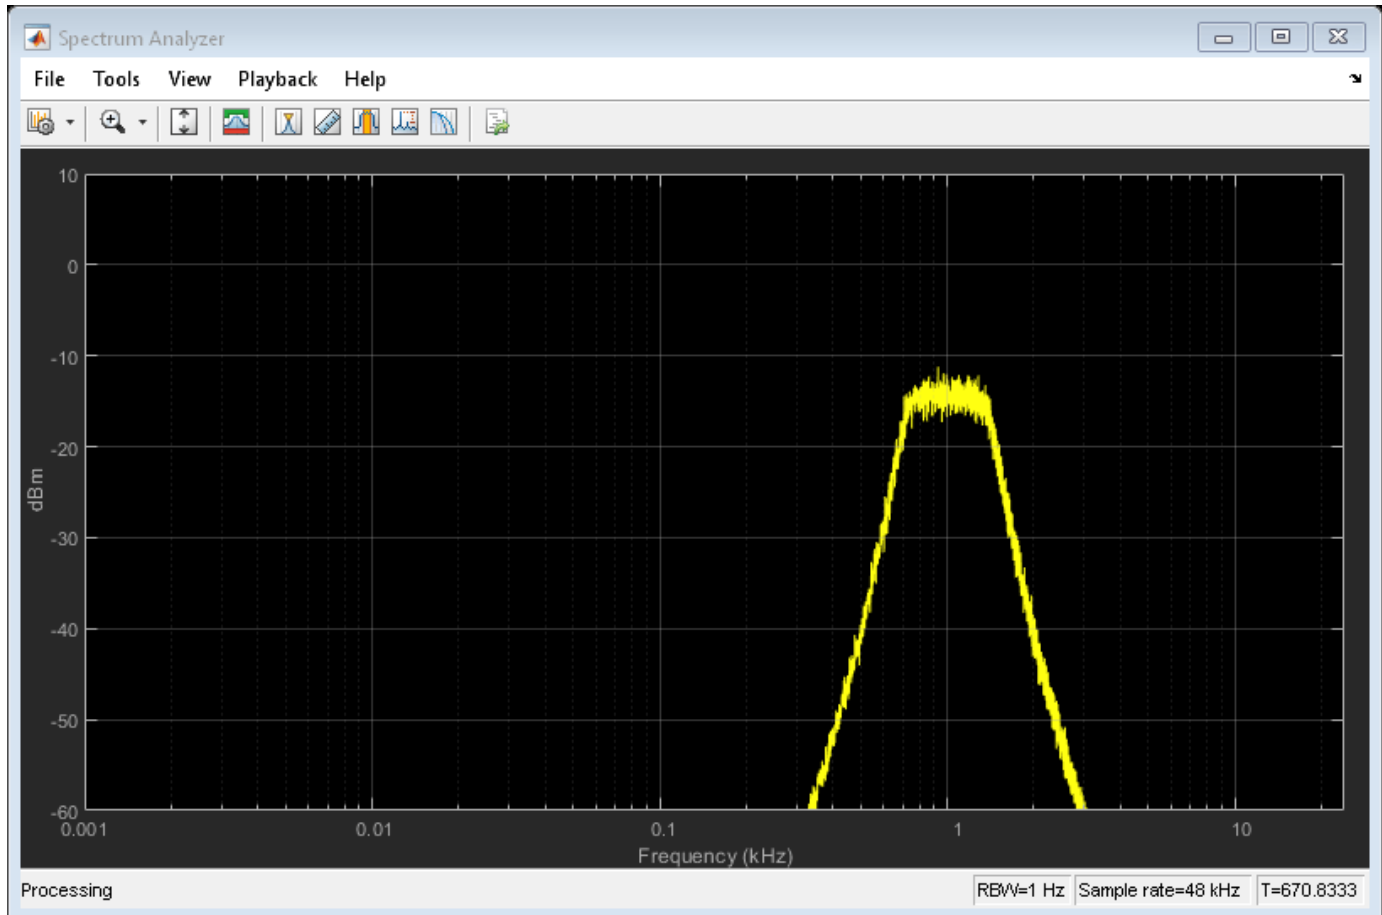 Spectrum Analyzer
File Tools View Playback Help
10
0
-10
-20
-30
-40
-50
-60
dBm
0.001 0.01 0.1 1 10
Frequency (kHz)
Processing RBW=1 Hz Sample rate=48 kHz T=670.8333